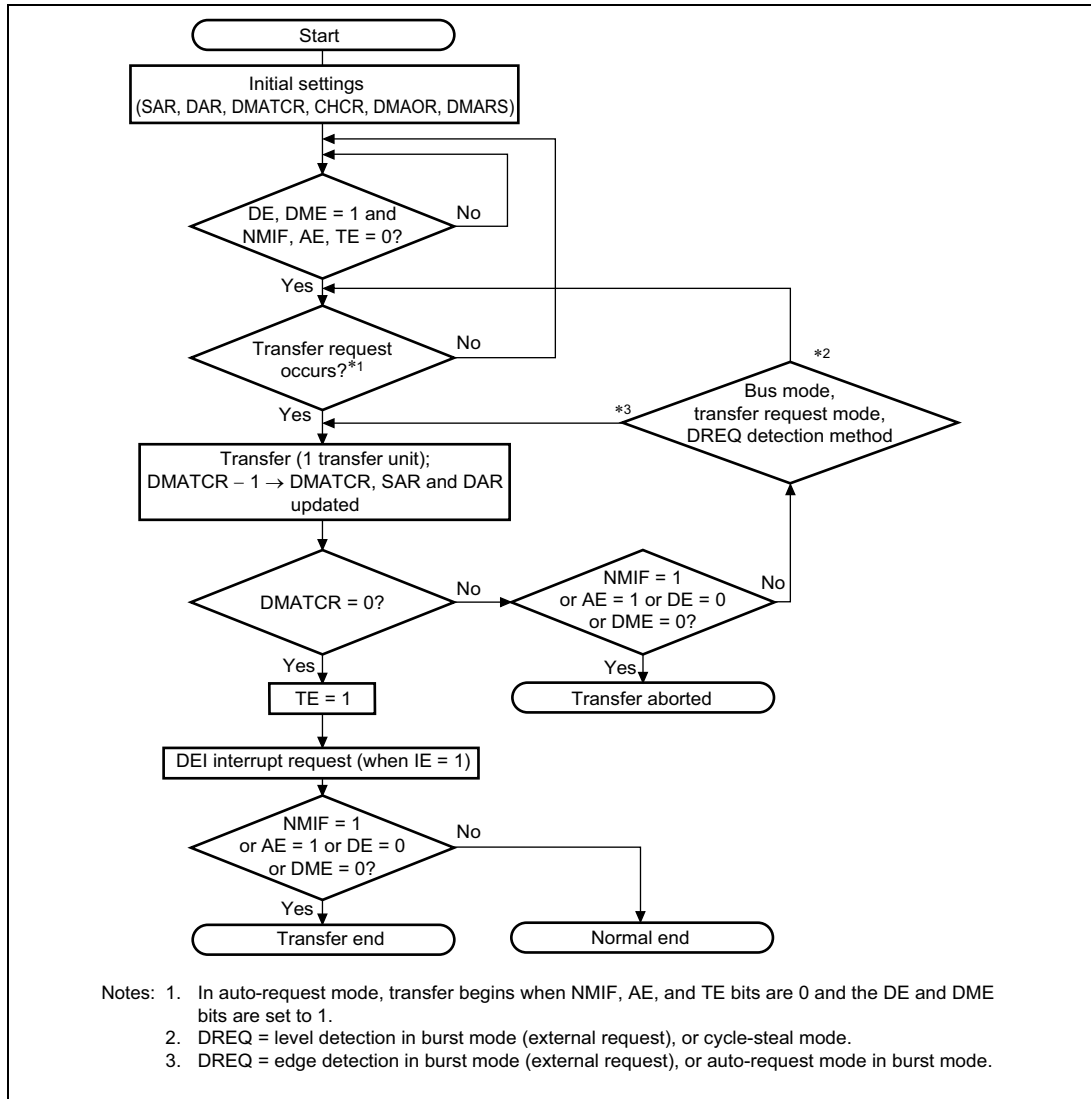 Start
Initial settings
(SAR, DAR, DMATCR, CHCR, DMAOR, DMARS)
DE, DME = 1 and
NMIF, AE, TE = 0?
No
Yes
Transfer request
occurs?*1
No
Yes
*2
Bus mode,
transfer request mode,
DREQ detection method
*3
Transfer (1 transfer unit);
DMATCR – 1 → DMATCR, SAR and DAR
updated
DMATCR = 0?
No
NMIF = 1
or AE = 1 or DE = 0
or DME = 0?
No
Yes
Yes
Transfer aborted
TE = 1
DEI interrupt request (when IE = 1)
NMIF = 1
or AE = 1 or DE = 0
or DME = 0?
No
Yes
Transfer end
Normal end
Notes: 1. In auto-request mode, transfer begins when NMIF, AE, and TE bits are 0 and the DE and DME
bits are set to 1.
2. DREQ = level detection in burst mode (external request), or cycle-steal mode.
3. DREQ = edge detection in burst mode (external request), or auto-request mode in burst mode.